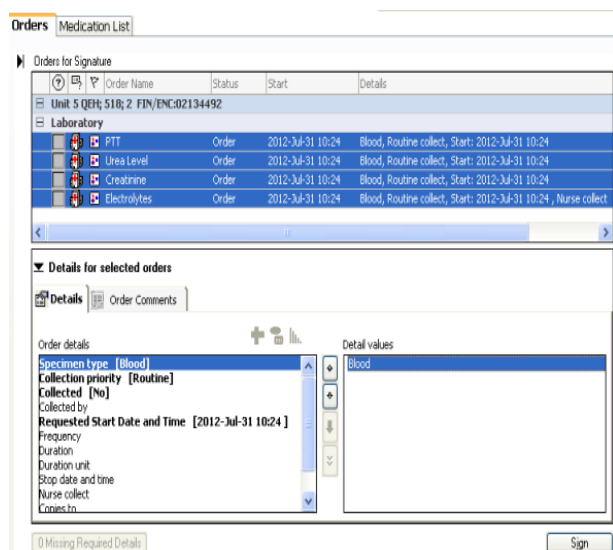 Orders Medication List
Orders for Signature
Order Name Status Start Details
Unit 5 QEH; 518; 2 FIN/ENC:02134492
Laboratory
PTT Order 2012-Jul-31 10:24 Blood, Routine collect, Start: 2012-Jul-31 10:24
Urea Level Order 2012-Jul-31 10:24 Blood, Routine collect, Start: 2012-Jul-31 10:24
Creatinine Order 2012-Jul-31 10:24 Blood, Routine collect, Start: 2012-Jul-31 10:24
Electrolytes Order 2012-Jul-31 10:24 Blood, Routine collect, Start: 2012-Jul-31 10:24 , Nurse collect
Details for selected orders
Details Order Comments
Order details Detail values
Specimen type [Blood] Blood
Collection priority [Routine]
Collected [No]
Collected by
Requested Start Date and Time [2012-Jul-31 10:24 ]
Frequency
Duration
Duration unit
Stop date and time
Nurse collect
Copies to
0 Missing Required Details Sign